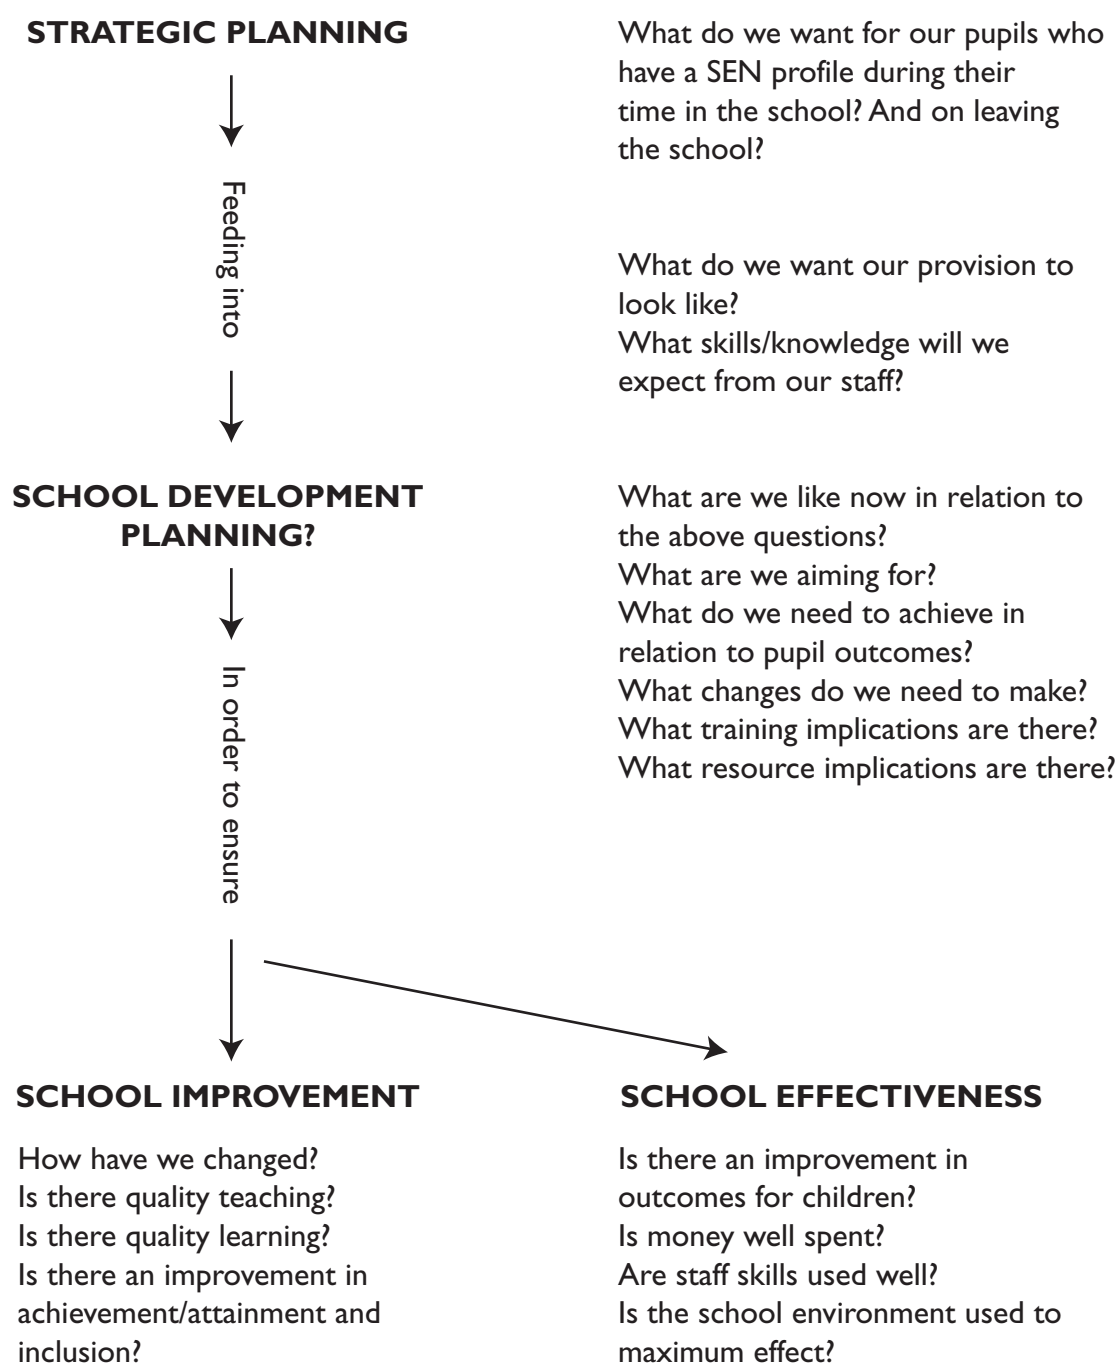 STRATEGIC PLANNING
What do we want for our pupils who
have a SEN profile during their
time in the school? And on leaving
the school?
Feeding into
What do we want our provision to
look like?
What skills/knowledge will we
expect from our staff?
SCHOOL DEVELOPMENT
PLANNING?
What are we like now in relation to
the above questions?
What are we aiming for?
What do we need to achieve in
relation to pupil outcomes?
What changes do we need to make?
What training implications are there?
What resource implications are there?
In order to ensure
SCHOOL IMPROVEMENT
How have we changed?
Is there quality teaching?
Is there quality learning?
Is there an improvement in
achievement/attainment and
inclusion?
SCHOOL EFFECTIVENESS
Is there an improvement in
outcomes for children?
Is money well spent?
Are staff skills used well?
Is the school environment used to
maximum effect?